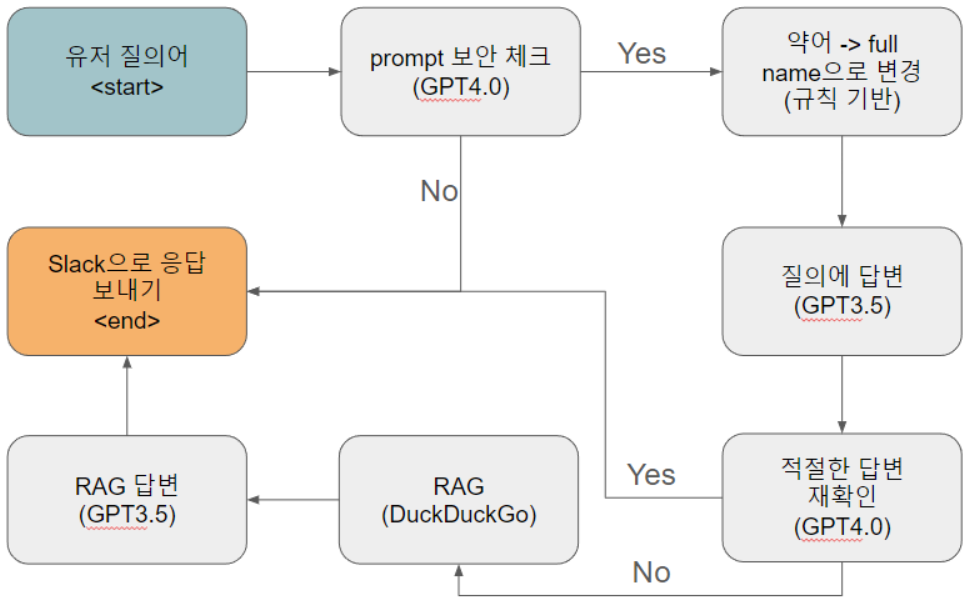 유저 질의어
<start>
prompt 보안 체크
(GPT4.0)
Yes
약어 -> full
name으로 변경
(규칙 기반)
No
Slack으로 응답
보내기
<end>
질의에 답변
(GPT3.5)
RAG 답변
(GPT3.5)
RAG
(DuckDuckGo)
Yes
적절한 답변
재확인
(GPT4.0)
No